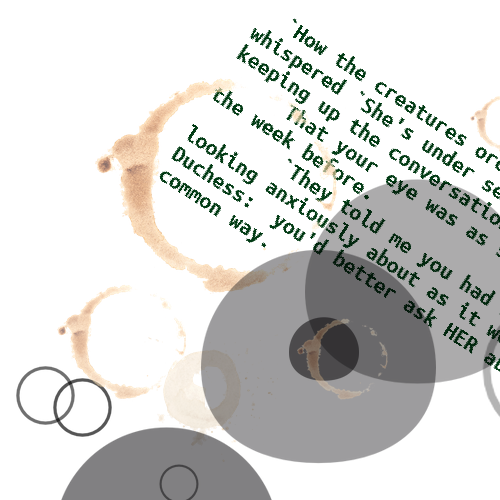 `How the creatures or
whispered `She's under se
keeping up the conversatio
That your eye was as s
the week before.
`They told me you had
looking anxiously about as it w
Duchess: you'd better ask HER a
common way.